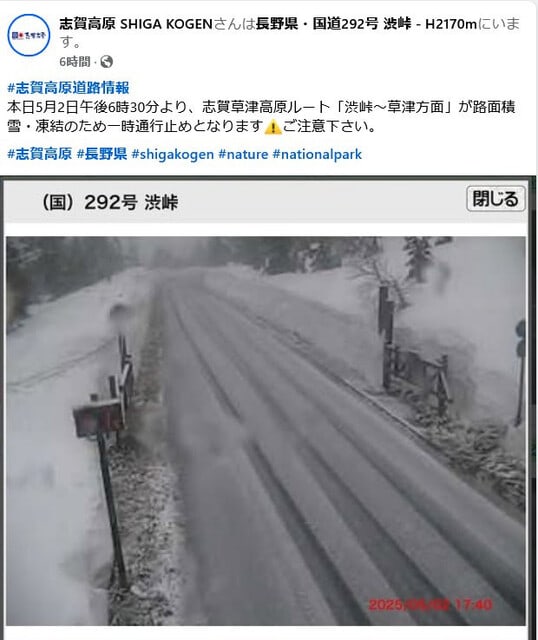 志賀高原 SHIGA KOGENさんは長野県・国道292号 渋峠 - H2170mにいま
す。
6時間 ·
#志賀高原道路情報
本日5月2日午後6時30分より、志賀草津高原ルート「渋峠～草津方面」が路面積
雪・凍結のため一時通行止めとなります⚠️ご注意下さい。
#志賀高原 #長野県 #shigakogen #nature #nationalpark
（国）292号 渋峠
閉じる
17:40